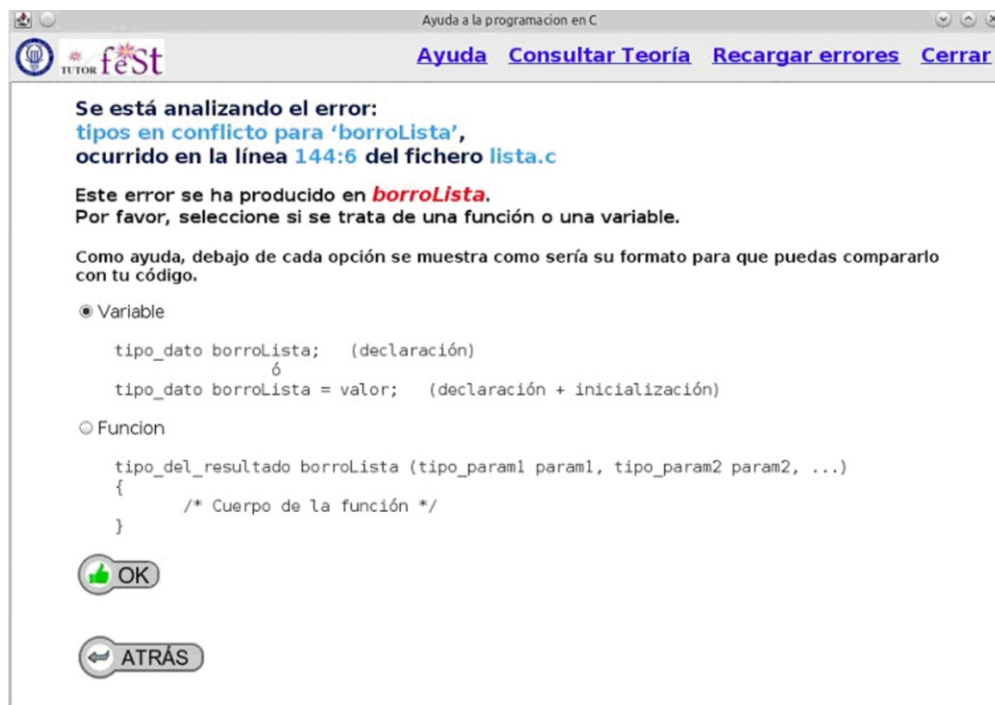 Ayuda a la programacion en C
TUTOR feSt
Ayuda Consultar Teoría Recargar errores Cerrar
Se está analizando el error:
tipos en conflicto para ‘borroLista’,
ocurrido en la línea 144:6 del fichero lista.c
Este error se ha producido en borroLista.
Por favor, seleccione si se trata de una función o una variable.
Como ayuda, debajo de cada opción se muestra como sería su formato para que puedas compararlo
con tu código.
Variable
tipo_dato borroLista; (declaración)
ó
tipo_dato borroLista = valor; (declaración + inicialización)
Funcion
tipo_del_resultado borroLista (tipo_param1 param1, tipo_param2 param2, ...)
{
/* Cuerpo de la función */
}
OK
ATRÁS